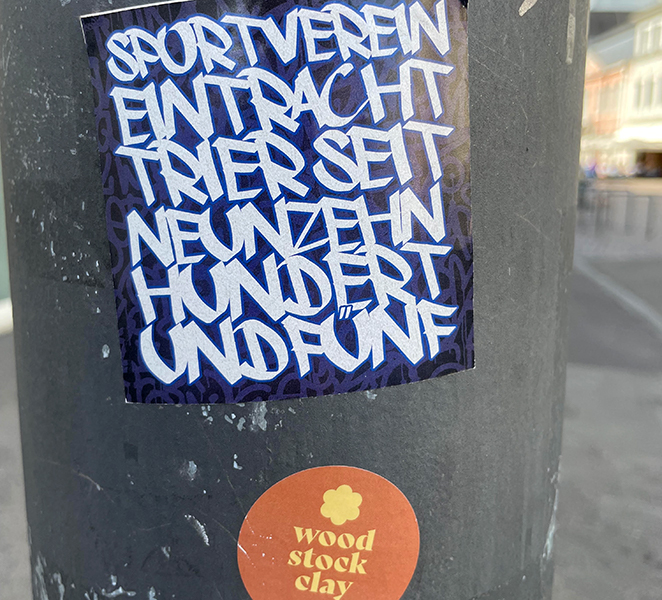 SPORTVEREIN
EINTRACHT
TRIER SEIT
NEUNZEHN
HUNDERT
UND FÜNF
wood
stock
clay